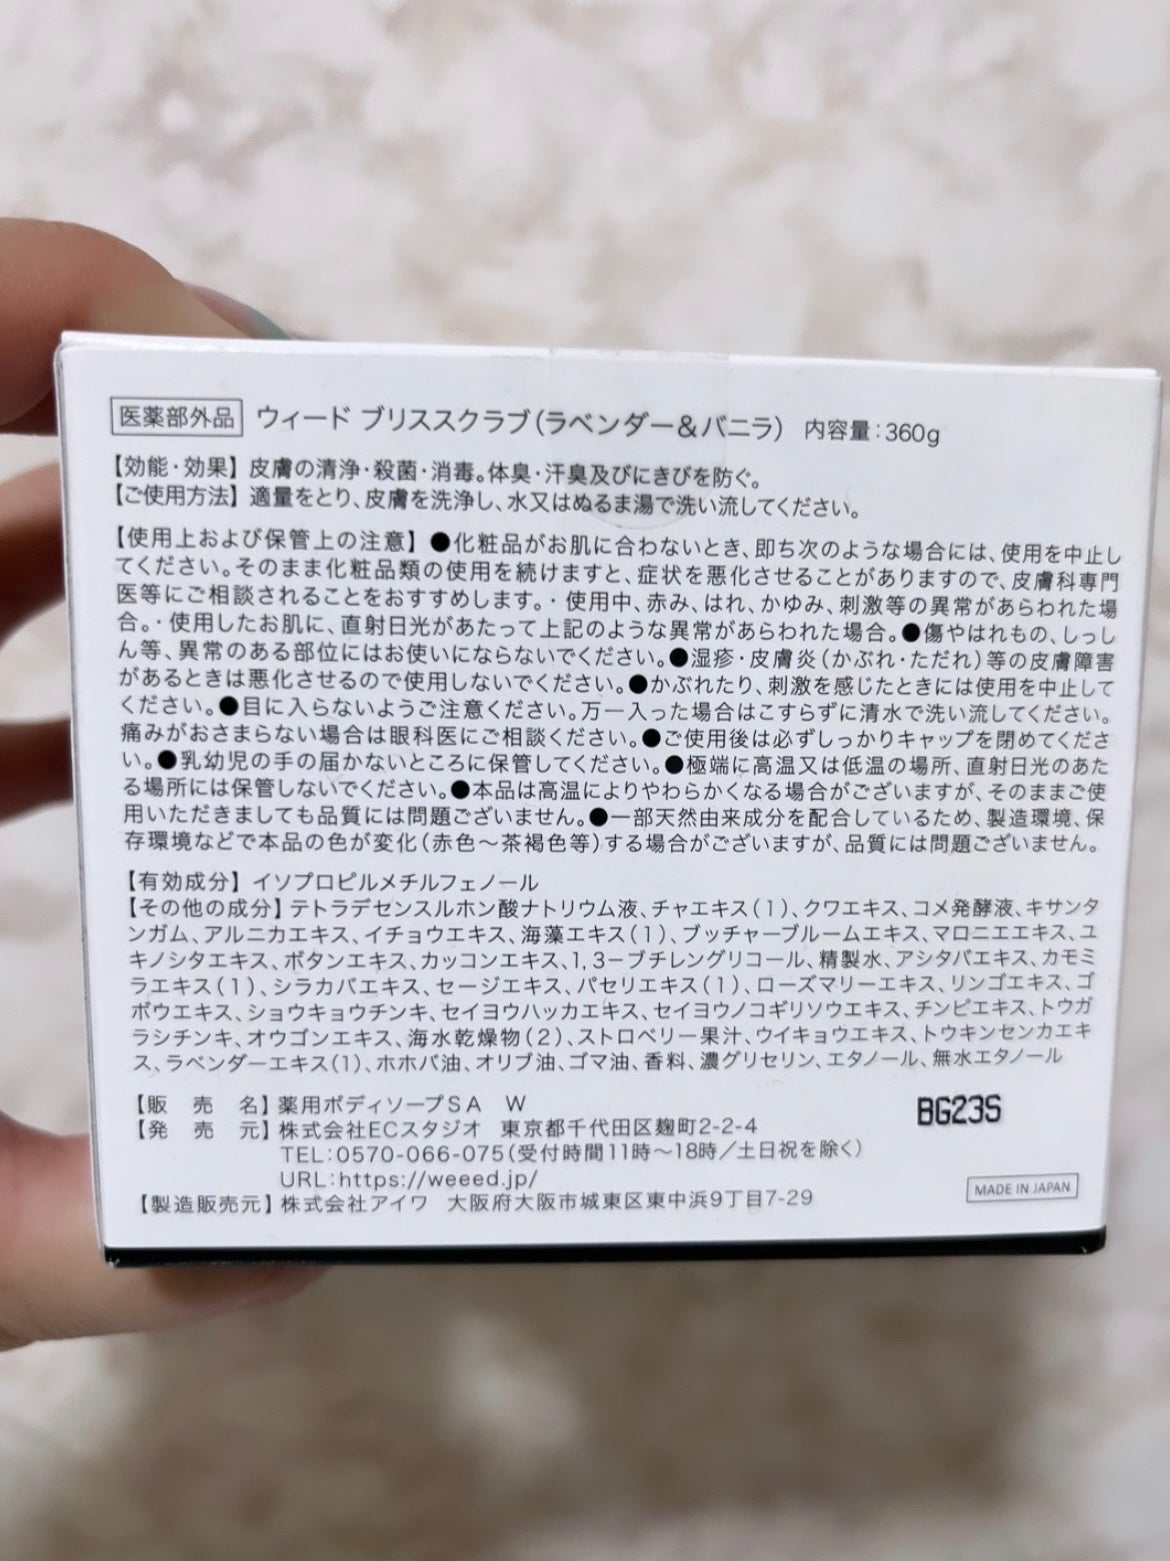 医薬部外品 ウィード ブリススクラブ(ラベンダー&バニラ) 内容量:360g
【効能・効果】皮膚の清浄・殺菌・消毒。体臭・汗臭及びにきびを防ぐ。
【ご使用方法】適量をとり、皮膚を洗浄し、水又はぬるま湯で洗い流してください。
【使用上および保管上の注意】●化粧品がお肌に合わないとき、即ち次のような場合には、使用を中止し
てください。そのまま化粧品類の使用を続けますと、症状を悪化させることがありますので、皮膚科専門
医等にご相談されることをおすすめします。・使用中、赤み、はれ、かゆみ、刺激等の異常があらわれた場
合。・使用したお肌に、直射日光があたって上記のような異常があらわれた場合。●傷やはれもの、しっし
ん等、異常のある部位にはお使いにならないでください。●湿疹・皮膚炎(かぶれ・ただれ)等の皮膚障害
があるときは悪化させるので使用しないでください。●かぶれたり、刺激を感じたときには使用を中止して
ください。●目に入らないようご注意ください。万一入った場合はこすらずに清水で洗い流してください。
痛みがおさまらない場合は眼科医にご相談ください。●ご使用後は必ずしっかりキャップを閉めてくださ
い。●乳幼児の手の届かないところに保管してください。●極端に高温又は低温の場所、直射日光のあた
る場所には保管しないでください。●本品は高温によりやわらかくなる場合がございますが、そのままご使
用いただきましても品質には問題ございません。●一部天然由来成分を配合しているため、製造環境、保
存環境などで本品の色が変化(赤色〜茶褐色等)する場合がございますが、品質には問題ございません。
【有効成分】イソプロピルメチルフェノール
【その他の成分】テトラデセンスルホン酸ナトリウム液、チャエキス(1)、クワエキス、コメ発酵液、キサンタ
ンガム、アルニカエキス、イチョウエキス、海藻エキス(1)、ブッチャーブルームエキス、マロニエエキス、ユ
キノシタエキス、ボタンエキス、カッコンエキス、1,3−ブチレングリコール、精製水、アシタバエキス、カモミ
ラエキス(1)、シラカバエキス、セージエキス、パセリエキス(1)、ローズマリーエキス、リンゴエキス、ゴ
ボウエキス、ショウキョウチンキ、セイヨウハッカエキス、セイヨウノコギリソウエキス、チンピエキス、トウガ
ラシチンキ、オウゴンエキス、海水乾燥物(2)、ストロベリー果汁、ウイキョウエキス、トウキンセンカエキ
ス、ラベンダーエキス(1)、ホホバ油、オリブ油、ゴマ油、香料、濃グリセリン、エタノール、無水エタノール
【販 売 名】薬用ボディソープSA W
【発 売 元】株式会社ECスタジオ 東京都千代田区麹町2-2-4
TEL:0570-066-075(受付時間11時〜18時/土日祝を除く)
URL:https://weeed.jp/
【製造販売元】株式会社アイワ 大阪府大阪市城東区東中浜9丁目7-29
BG23S
MADE IN JAPAN